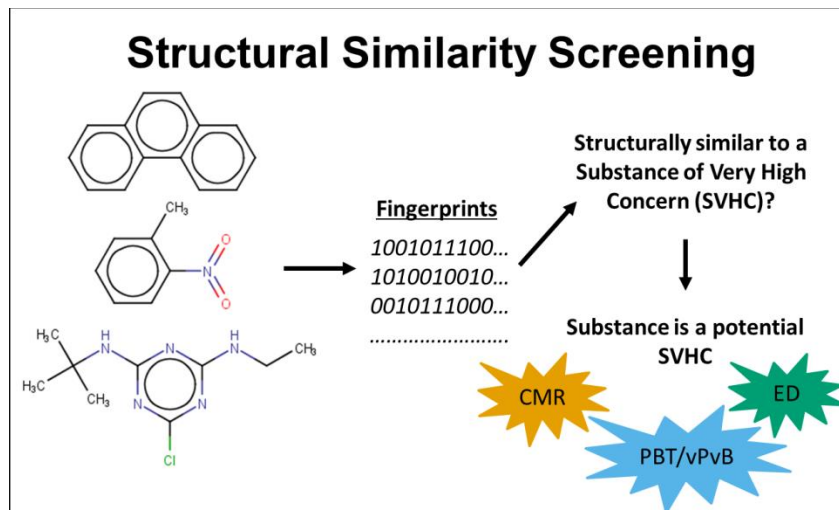 Structural Similarity Screening
CH₃
N
O
O
H
N
N
H
N
CH₃
H₃C
H₃C
CH₃
N
N
Cl
Fingerprints
1001011100...
1010010010...
0010111000...
..........................
Structurally similar to a
Substance of Very High
Concern (SVHC)?
Substance is a potential
SVHC
CMR
ED
PBT/vPvB